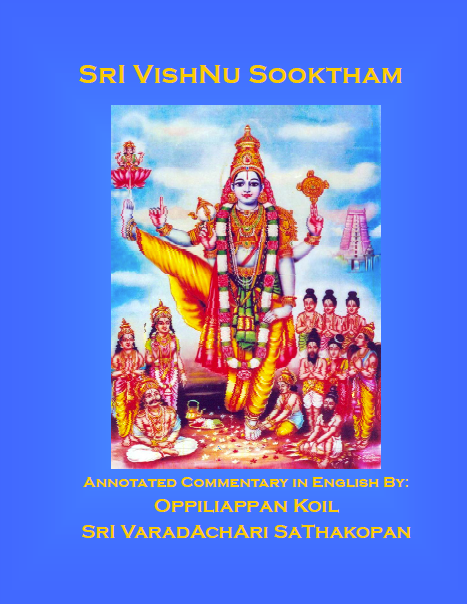 SrI VishNu Sooktham
Annotated Commentary in English By:
Oppiliappan Koil
SrI VaradAchAri SaThakopan